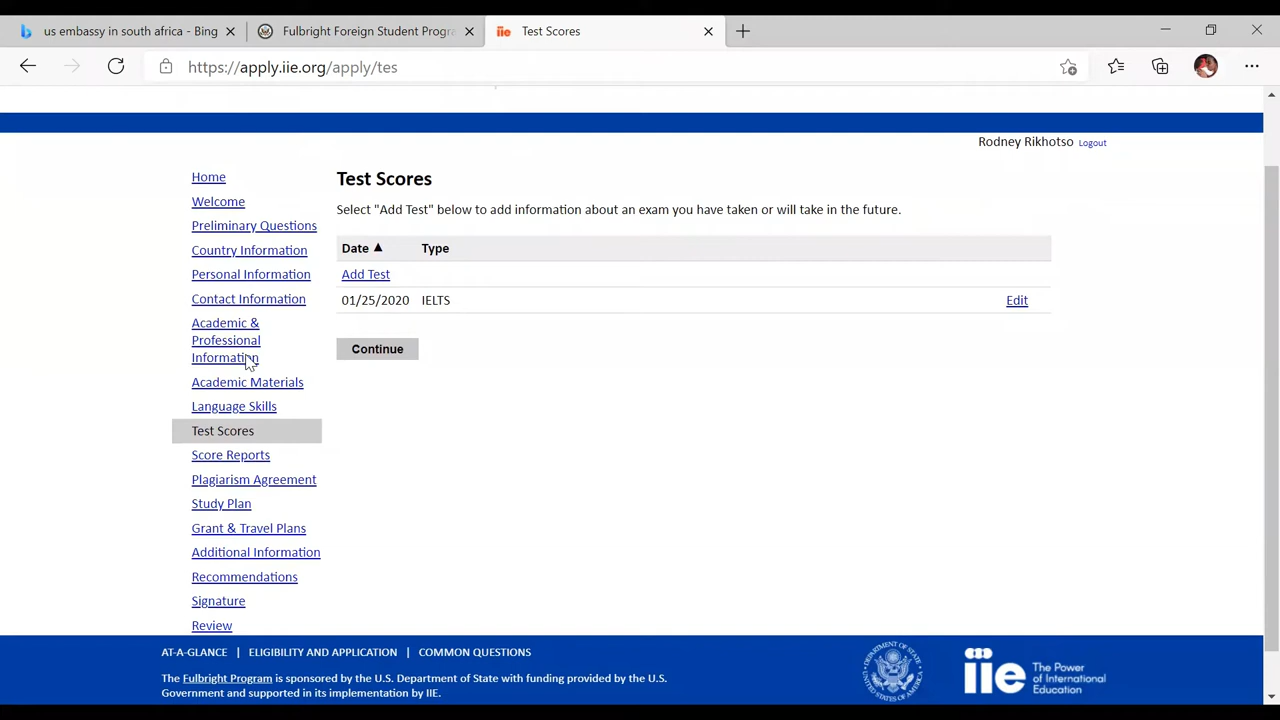 us embassy in south africa - Bing
Fulbright Foreign Student Progra
iie Test Scores
https://apply.iie.org/apply/tes
Rodney Rikhotso Logout
Home
Welcome
Preliminary Questions
Country Information
Personal Information
Contact Information
Academic &
Professional
Information
Academic Materials
Language Skills
Test Scores
Score Reports
Plagiarism Agreement
Study Plan
Grant & Travel Plans
Additional Information
Recommendations
Signature
Review
Test Scores
Select "Add Test" below to add information about an exam you have taken or will take in the future.
Date ▲ Type
Add Test
01/25/2020 IELTS Edit
Continue
AT-A-GLANCE | ELIGIBILITY AND APPLICATION | COMMON QUESTIONS
The Fulbright Program is sponsored by the U.S. Department of State with funding provided by the U.S.
Government and supported in its implementation by IIE.
iie The Power
of International
Education